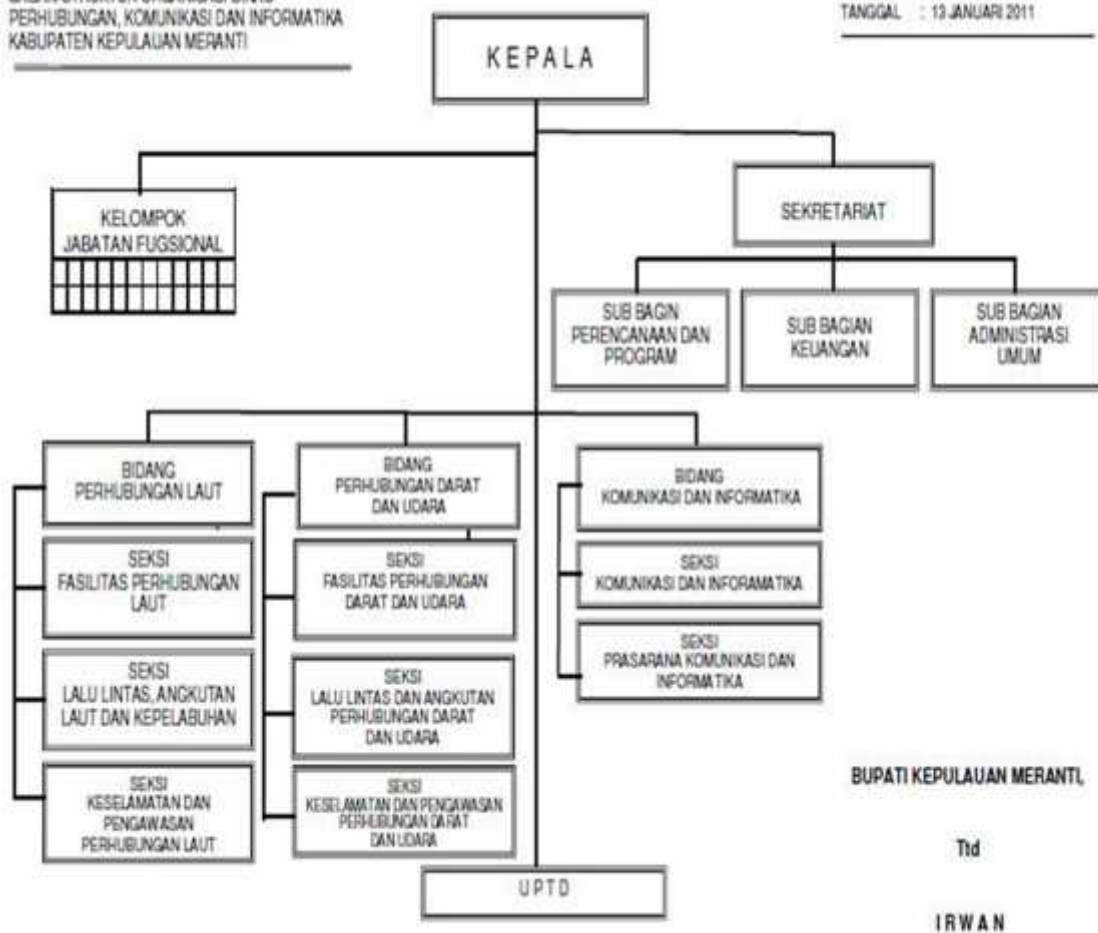 PERHUBUNGAN, KOMUNIKASI DAN INFORMATIKA
KABUPATEN KEPULAUAN MERANTI
TANGGAL : 13 JANUARI 2011
KEPALA
KELOMPOK
JABATAN FUGSIONAL
SEKRETARIAT
SUB BAGIN
PERENCANAAN DAN
PROGRAM
SUB BAGIAN
KEUANGAN
SUB BAGIAN
ADMINISTRASI
UMUM
BIDANG
PERHUBUNGAN LAUT
SEKSI
FASILITAS PERHUBUNGAN
LAUT
SEKSI
LALU LINTAS, ANGKUTAN
LAUT DAN KEPELABUHAN
SEKSI
KESELAMATAN DAN
PENGAWASAN
PERHUBUNGAN LAUT
BIDANG
PERHUBUNGAN DARAT
DAN UDARA
SEKSI
FASILITAS PERHUBUNGAN
DARAT DAN UDARA
SEKSI
LALU LINTAS DAN ANGKUTAN
PERHUBUNGAN DARAT
DAN UDARA
SEKSI
KESELAMATAN DAN PENGAWASAN
PERHUBUNGAN DARAT
DAN UDARA
BIDANG
KOMUNIKASI DAN INFORMATIKA
SEKSI
KOMUNIKASI DAN INFORAMATIKA
SEKSI
PRASARANA KOMUNIKASI DAN
INFORMATIKA
UPTD
BUPATI KEPULAUAN MERANTI,
Ttd
IRWAN